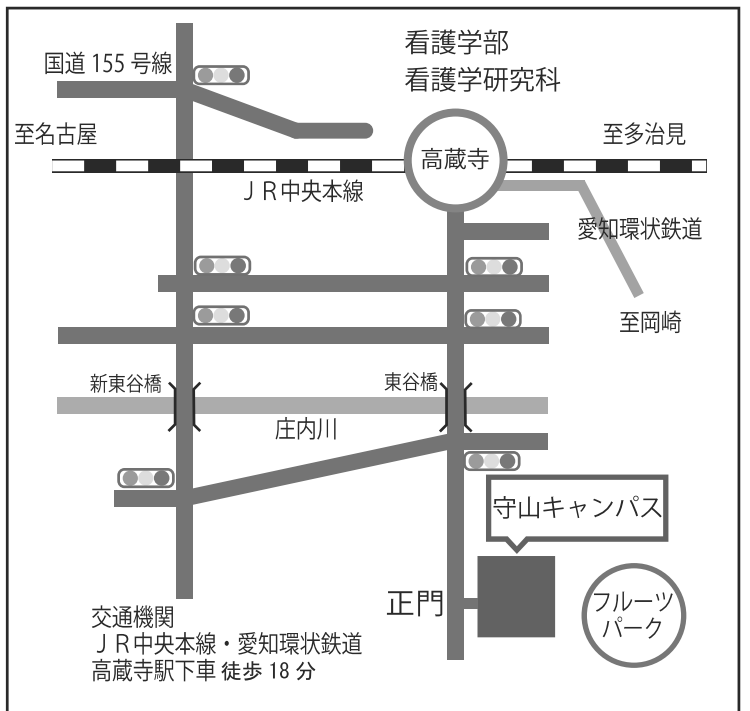 看護学部
看護学研究科
国道 155 号線
至名古屋
至多治見
高蔵寺
ＪＲ中央本線
愛知環状鉄道
至岡崎
新東谷橋
東谷橋
庄内川
守山キャンパス
正門
フルーツ
パーク
交通機関
ＪＲ中央本線・愛知環状鉄道
高蔵寺駅下車 徒歩 18 分